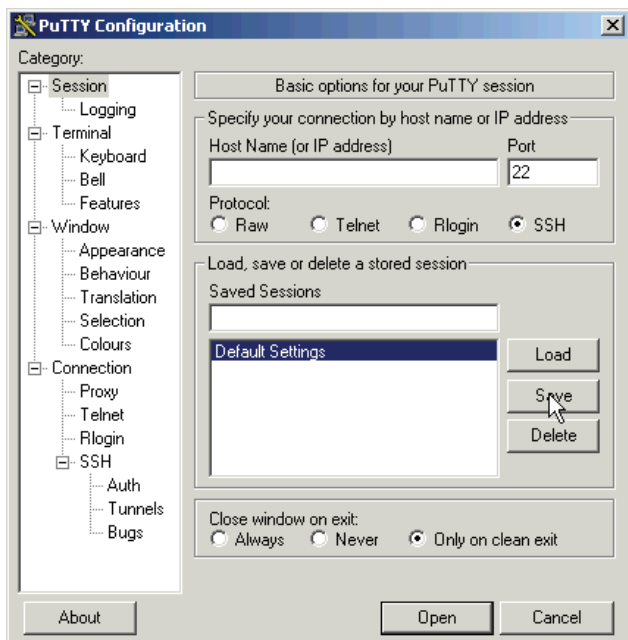 PuTTY Configuration
Category:
Session
Logging
Terminal
Keyboard
Bell
Features
Window
Appearance
Behaviour
Translation
Selection
Colours
Connection
Proxy
Telnet
Rlogin
SSH
Auth
Tunnels
Bugs
Basic options for your PuTTY session
Specify your connection by host name or IP address
Host Name (or IP address) Port
22
Protocol:
Raw Telnet Rlogin SSH
Load, save or delete a stored session
Saved Sessions
Default Settings
Load
Save
Delete
Close window on exit:
Always Never Only on clean exit
About Open Cancel